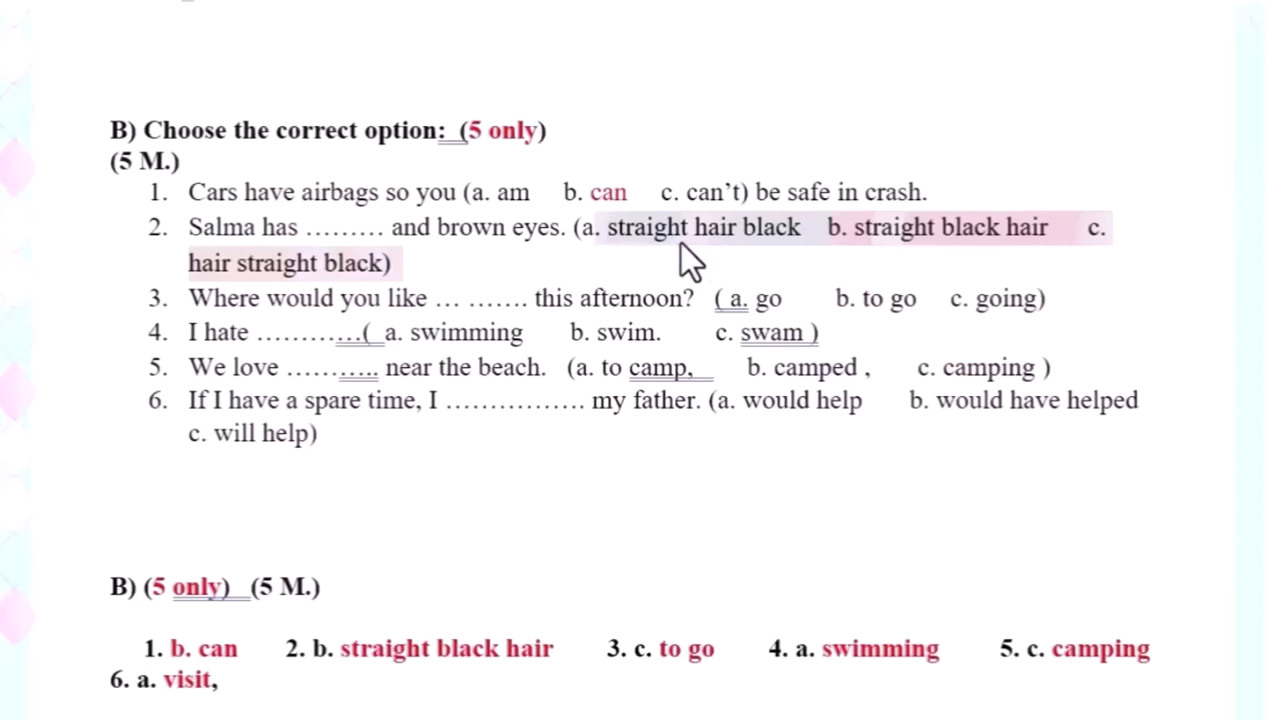 B) Choose the correct option: (5 only)
(5 M.)
1. Cars have airbags so you (a. am b. can c. can't) be safe in crash.
2. Salma has ......... and brown eyes. (a. straight hair black b. straight black hair c.
hair straight black)
3. Where would you like ... ....... this afternoon? ( a. go b. to go c. going)
4. I hate .............( a. swimming b. swim. c. swam )
5. We love ........... near the beach. (a. to camp, b. camped , c. camping )
6. If I have a spare time, I ................ my father. (a. would help b. would have helped
c. will help)
B) (5 only) (5 M.)
1. b. can 2. b. straight black hair 3. c. to go 4. a. swimming 5. c. camping
6. a. visit,